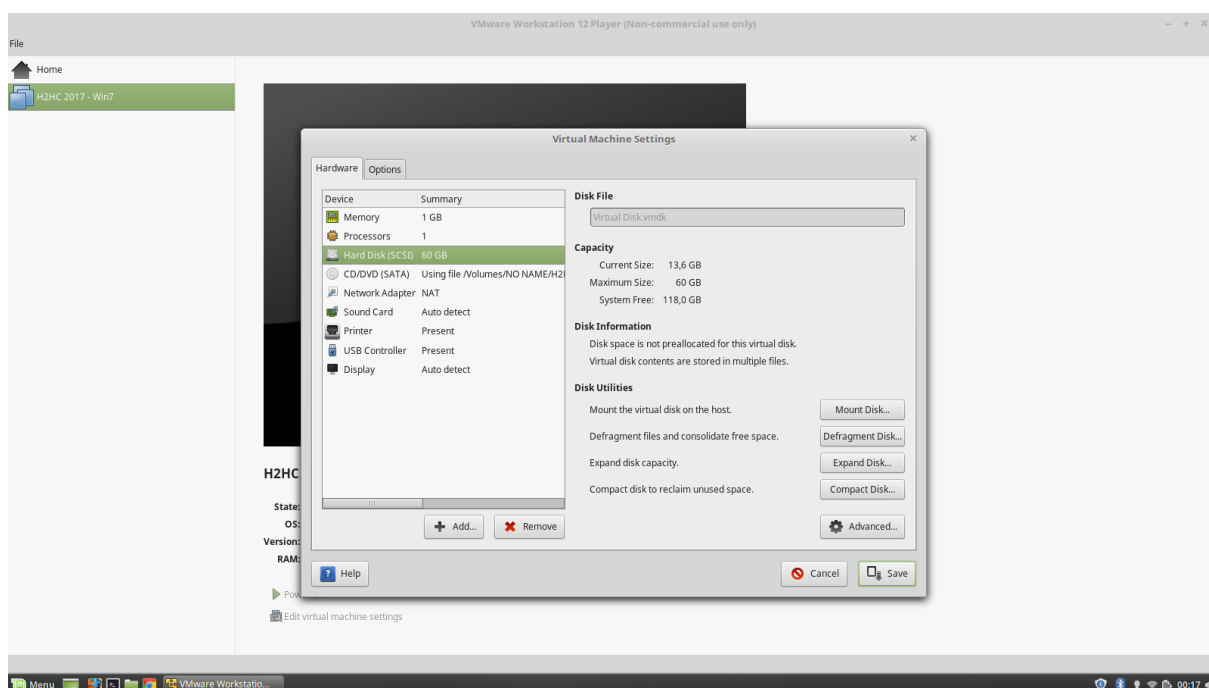 VMware Workstation 12 Player (Non-commercial use only)
File
Home
H2HC 2017 - Win7
Virtual Machine Settings
Hardware Options
Device Summary
Memory 1 GB
Processors 1
Hard Disk (SCSI) 60 GB
CD/DVD (SATA) Using file /Volumes/NO NAME/H2
Network Adapter NAT
Sound Card Auto detect
Printer Present
USB Controller Present
Display Auto detect
Add... Remove
Disk File
Virtual Disk.vmdk
Capacity
Current Size: 13,6 GB
Maximum Size: 60 GB
System Free: 118,0 GB
Disk Information
Disk space is not preallocated for this virtual disk.
Virtual disk contents are stored in multiple files.
Disk Utilities
Mount the virtual disk on the host. Mount Disk...
Defragment files and consolidate free space. Defragment Disk...
Expand disk capacity. Expand Disk...
Compact disk to reclaim unused space. Compact Disk...
Advanced...
Help Cancel Save
H2HC
State:
OS:
Version:
RAM:
Pow
Edit virtual machine settings
Menu VMware Workstatio... 00:17